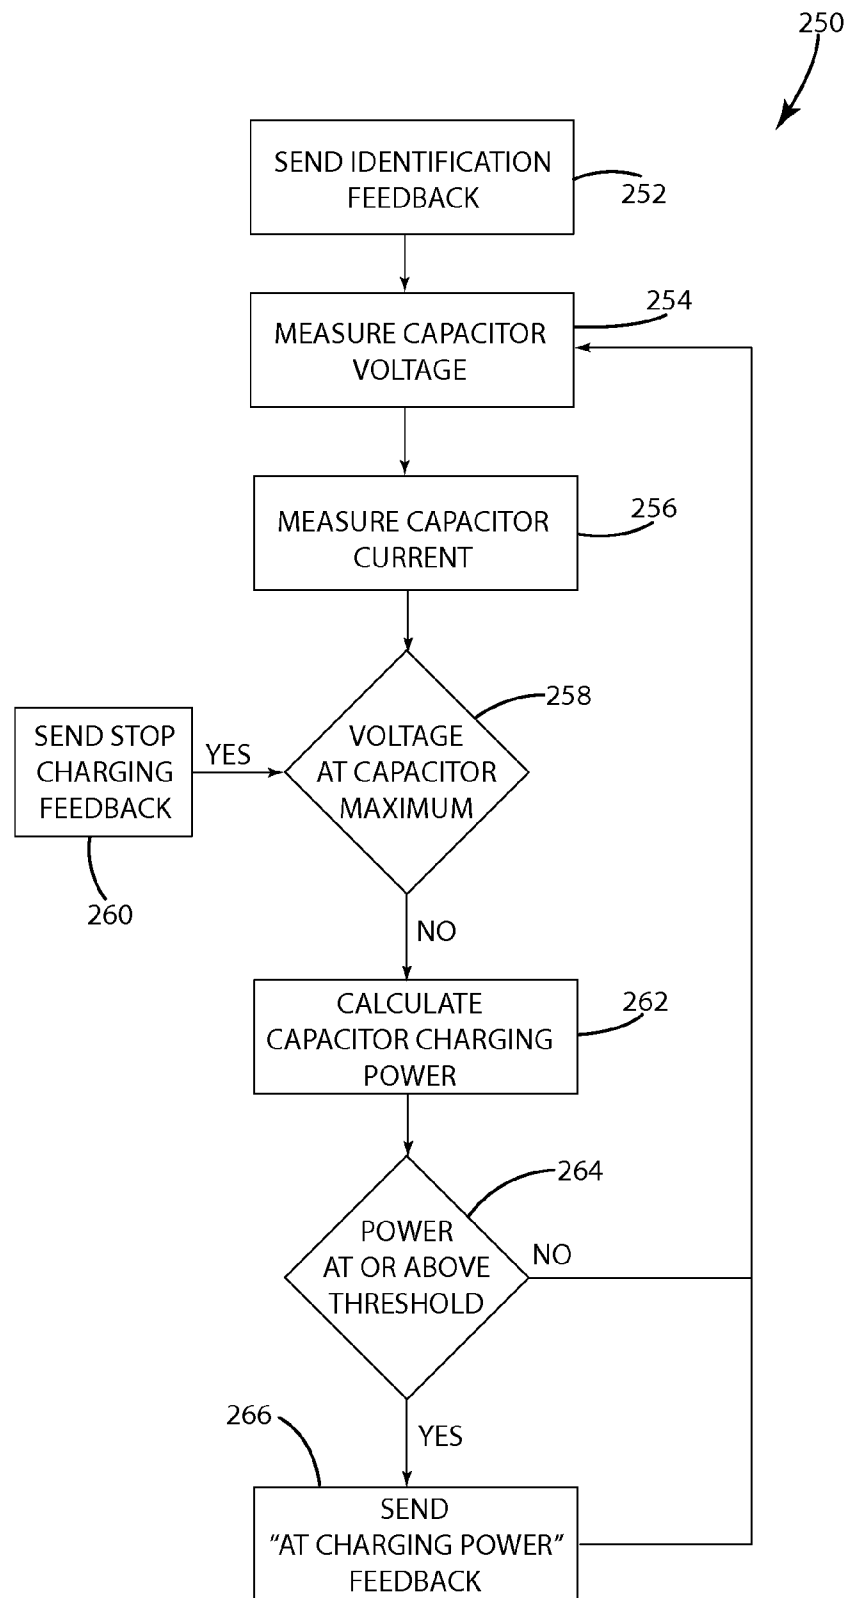 250
SEND IDENTIFICATION
FEEDBACK
252
254
MEASURE CAPACITOR
VOLTAGE
256
MEASURE CAPACITOR
CURRENT
258
VOLTAGE
AT CAPACITOR
MAXIMUM
SEND STOP
CHARGING
FEEDBACK
YES
260
NO
CALCULATE
CAPACITOR CHARGING
POWER
262
264
POWER
AT OR ABOVE
THRESHOLD
NO
YES
266
SEND
"AT CHARGING POWER"
FEEDBACK